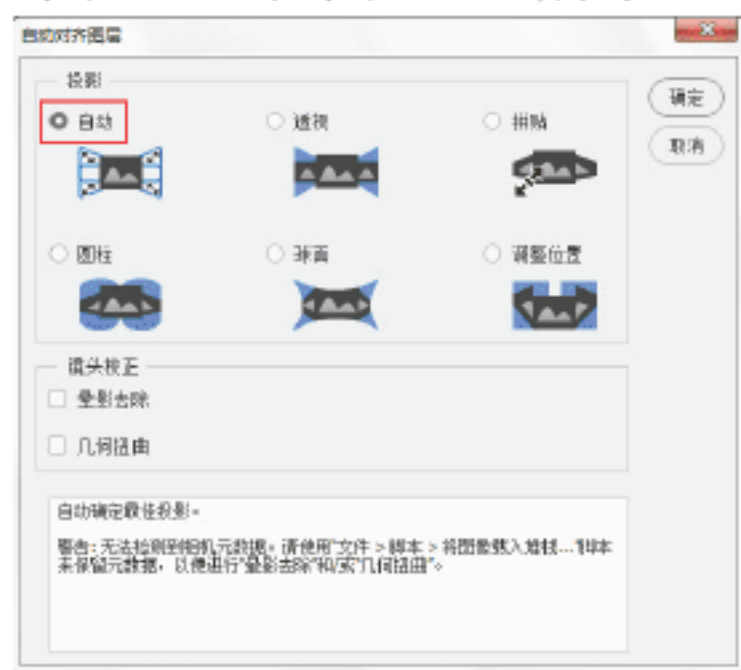 自动对齐图层
投影
自动
透视
拼贴
圆柱
球面
调整位置
确定
取消
镜头校正
晕影去除
几何扭曲
自动确定最佳投影。
警告: 无法检测到相机元数据。请使用“文件 > 脚本 > 将图像载入堆栈...”脚本
来保留元数据，以便进行“晕影去除”和/或“几何扭曲”。